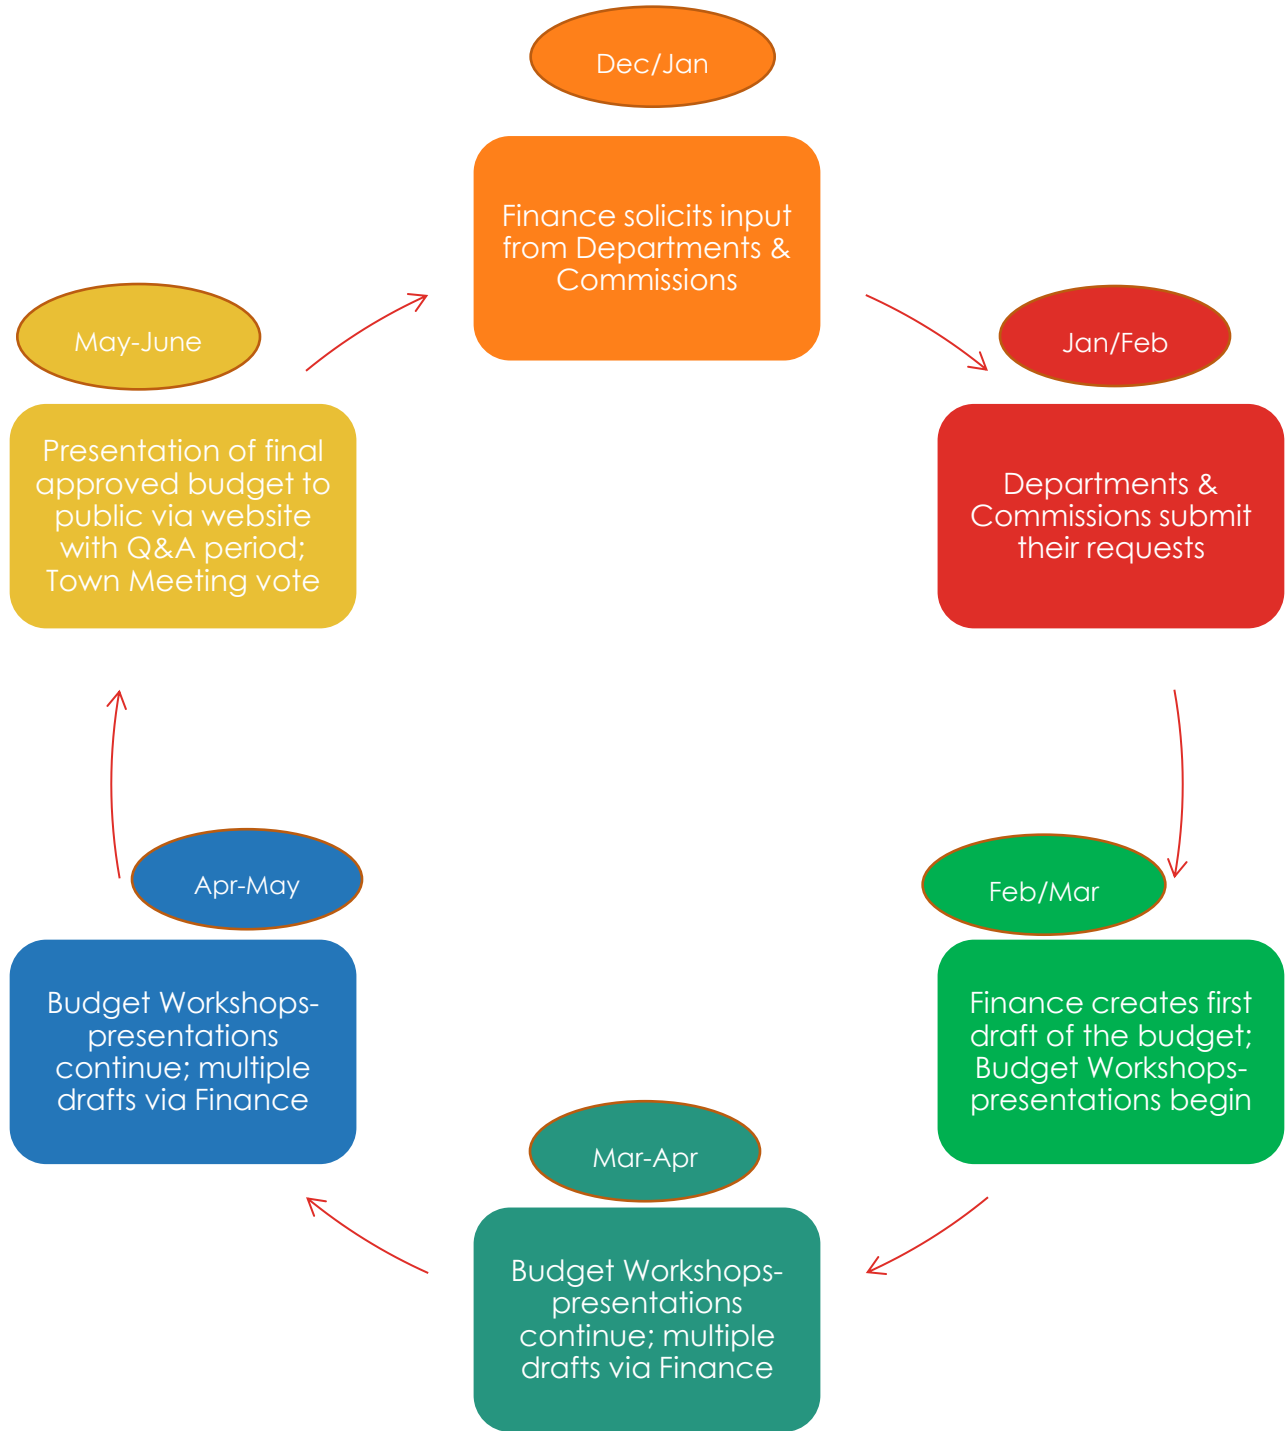 Dec/Jan
Finance solicits input
from Departments &
Commissions
Jan/Feb
Departments &
Commissions submit
their requests
Feb/Mar
Finance creates first
draft of the budget;
Budget Workshops-
presentations begin
Mar-Apr
Budget Workshops-
presentations
continue; multiple
drafts via Finance
Apr-May
Budget Workshops-
presentations
continue; multiple
drafts via Finance
May-June
Presentation of final
approved budget to
public via website
with Q&A period;
Town Meeting vote